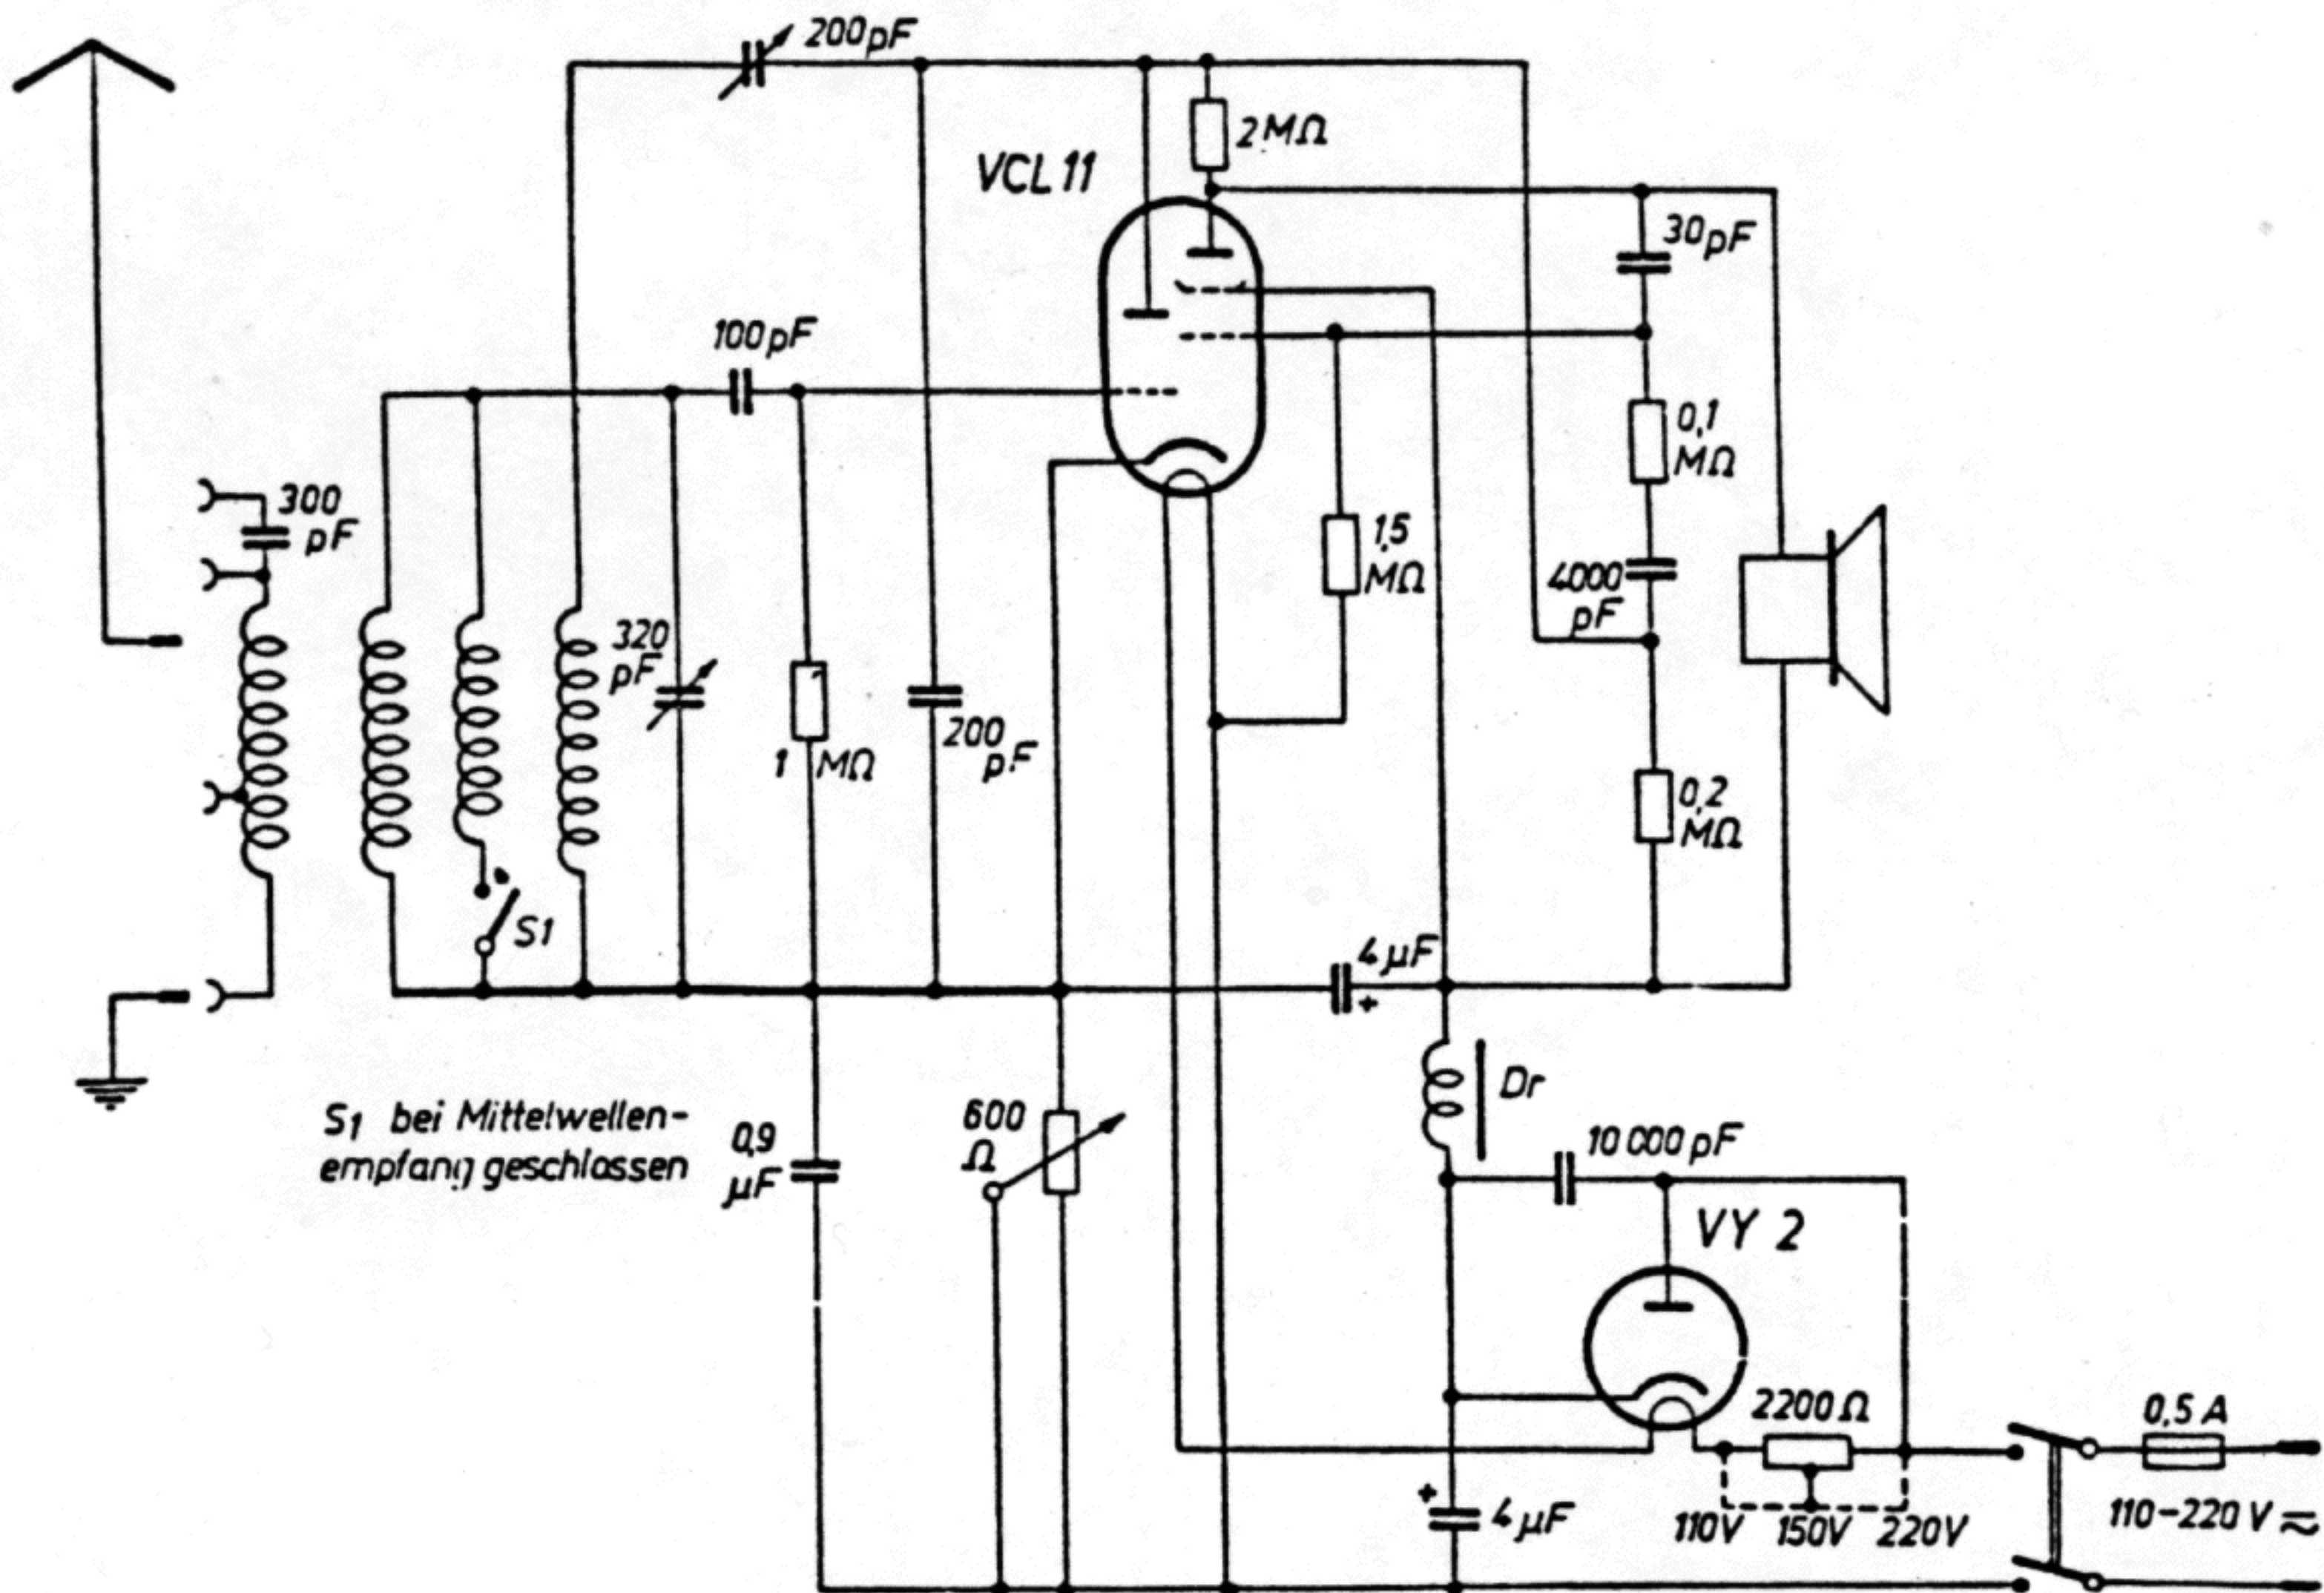 200pF
2MΩ
VCL 11
30pF
100pF
0,1
MΩ
300
pF
1,5
MΩ
4000
pF
320
pF
200
pF
1 MΩ
0,2
MΩ
S1
4µF
+
Dr
S1 bei Mittelwellen-
empfang geschlossen
0,9
µF
600
Ω
10 000 pF
VY 2
2200 Ω
0,5 A
+
4µF
110V 150V 220V
110-220 V ≂